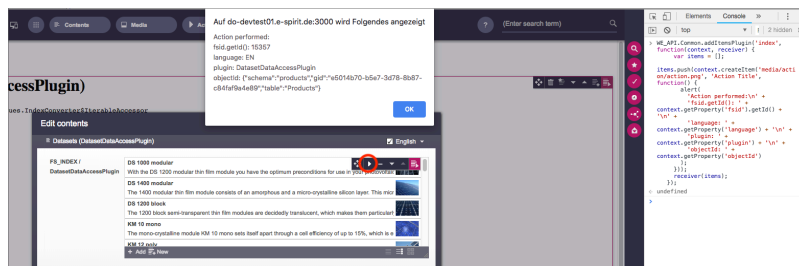 Contents
Media
Ac
?
(Enter search term)
Auf do-devtest01.e-spirit.de:3000 wird Folgendes angezeigt
Action performed:
fsid.getId(): 15357
language: EN
plugin: DatasetDataAccessPlugin
objectId: {"schema":"products","gid":"e5014b70-b5e7-3d78-8b87-
c84faf9a4e89","table":"Products"}
OK
cessPlugin)
ues.IndexConverter$IterableAccessor
Edit contents
Datasets (DatasetDataAccessPlugin)
English
FS_INDEX /
DatasetDataAccessPlugin
DS 1000 modular
With the DS 1200 modular thin film module you have the optimum preconditions for use in your photovoltaic
DS 1400 modular
The 1400 modular thin film module consists of an amorphous and a micro-crystalline silicon layer. This micr
DS 1200 block
The 1200 block semi-transparent thin film modules are decidedly translucent, which makes them particularl
KM 10 mono
The mono-crystalline module KM 10 mono sets itself apart through a cell efficiency of up to 15%, which is e
KM 12 poly
+ Add
New
Elements
Console
»
top
2 hidden
> WE_API.Common.addItemsPlugin('index',
function(context, receiver) {
var items = [];
items.push(context.createItem('media/acti
on/action.png', 'Action Title',
function() {
alert(
'Action performed:\n' +
'fsid.getId(): ' +
context.getProperty('fsid').getId() +
'\n' +
'language: ' +
context.getProperty('language') + '\n' +
'plugin: ' +
context.getProperty('plugin') + '\n' +
'objectId: ' +
context.getProperty('objectId')
);
}));
receiver(items);
});
undefined
>